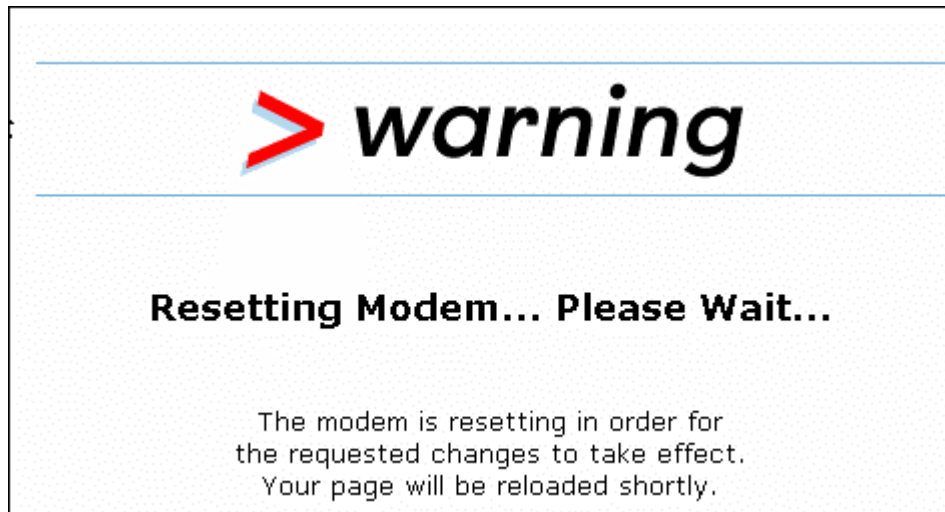 > warning
Resetting Modem... Please Wait...
The modem is resetting in order for
the requested changes to take effect.
Your page will be reloaded shortly.